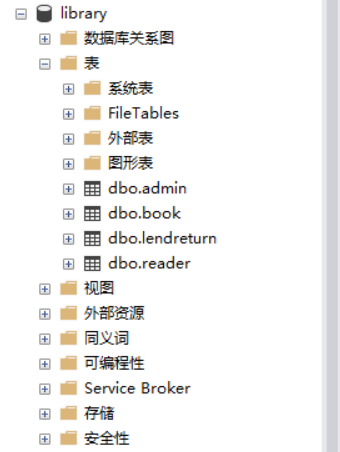 library
数据库关系图
表
系统表
FileTables
外部表
图形表
dbo.admin
dbo.book
dbo.lendreturn
dbo.reader
视图
外部资源
同义词
可编程性
Service Broker
存储
安全性